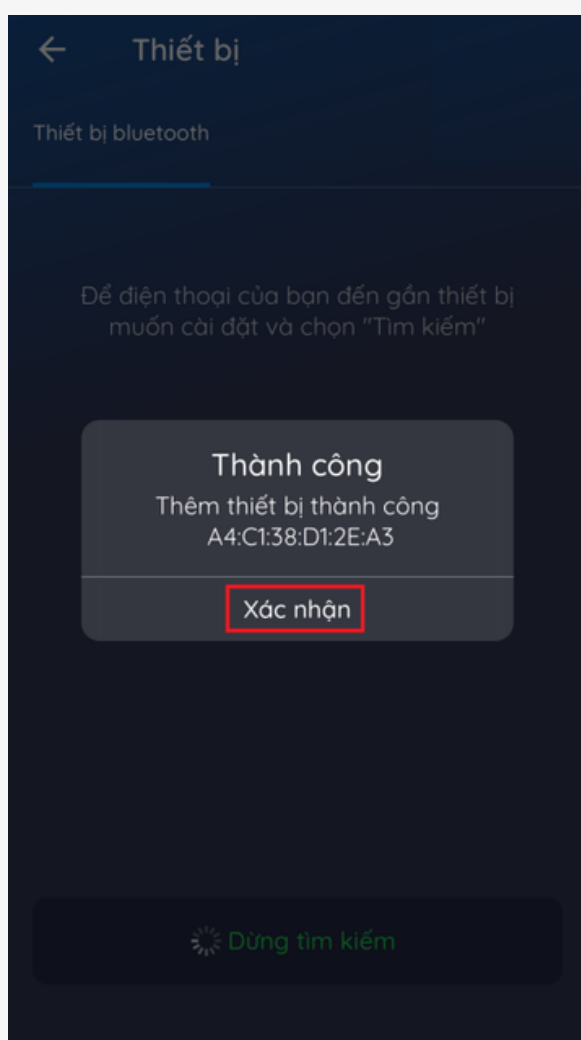 Thiết bị
Thiết bị bluetooth
Để điện thoại của bạn đến gần thiết bị
muốn cài đặt và chọn "Tìm kiếm"
Thành công
Thêm thiết bị thành công
A4:C1:38:D1:2E:A3
Xác nhận
Dừng tìm kiếm